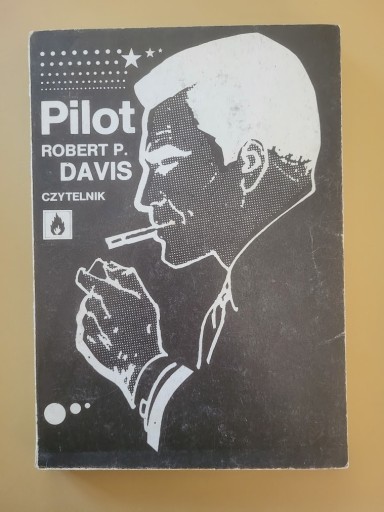 Pilot
ROBERT P.
DAVIS
CZYTELNIK